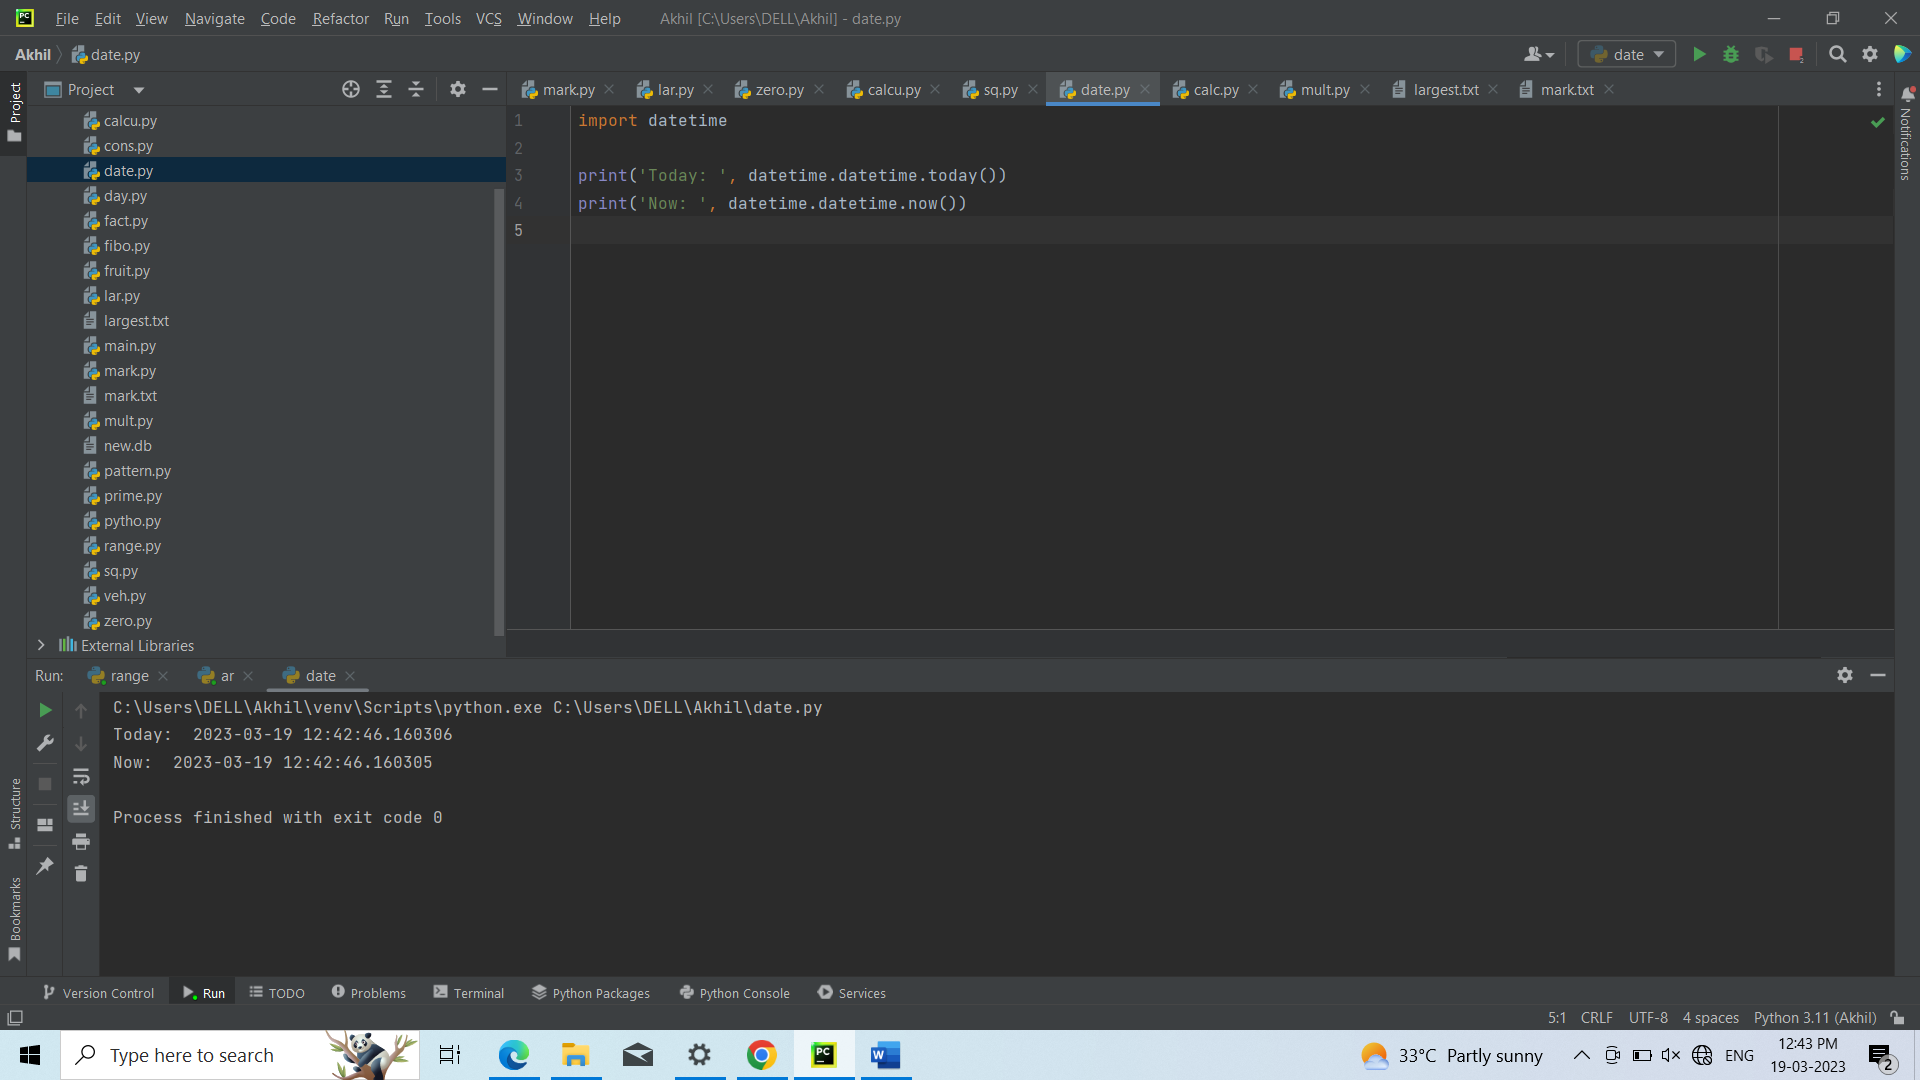 File Edit View Navigate Code Refactor Run Tools VCS Window Help Akhil [C:\Users\DELL\Akhil] - date.py
Akhil date.py date
Project
mark.py lar.py zero.py calcu.py sq.py date.py calc.py mult.py largest.txt mark.txt
Project
Notifications
calcu.py
cons.py
date.py
day.py
fact.py
fibo.py
fruit.py
lar.py
largest.txt
main.py
mark.py
mark.txt
mult.py
new.db
pattern.py
prime.py
pytho.py
range.py
sq.py
veh.py
zero.py
External Libraries
1 import datetime
2
3 print('Today: ', datetime.datetime.today())
4 print('Now: ', datetime.datetime.now())
5
Run: range ar date
C:\Users\DELL\Akhil\venv\Scripts\python.exe C:\Users\DELL\Akhil\date.py
Today:  2023-03-19 12:42:46.160306
Now:  2023-03-19 12:42:46.160305
Process finished with exit code 0
Structure
Bookmarks
Version Control Run TODO Problems Terminal Python Packages Python Console Services
5:1 CRLF UTF-8 4 spaces Python 3.11 (Akhil)
Type here to search
33°C Partly sunny ENG
12:43 PM
19-03-2023
2